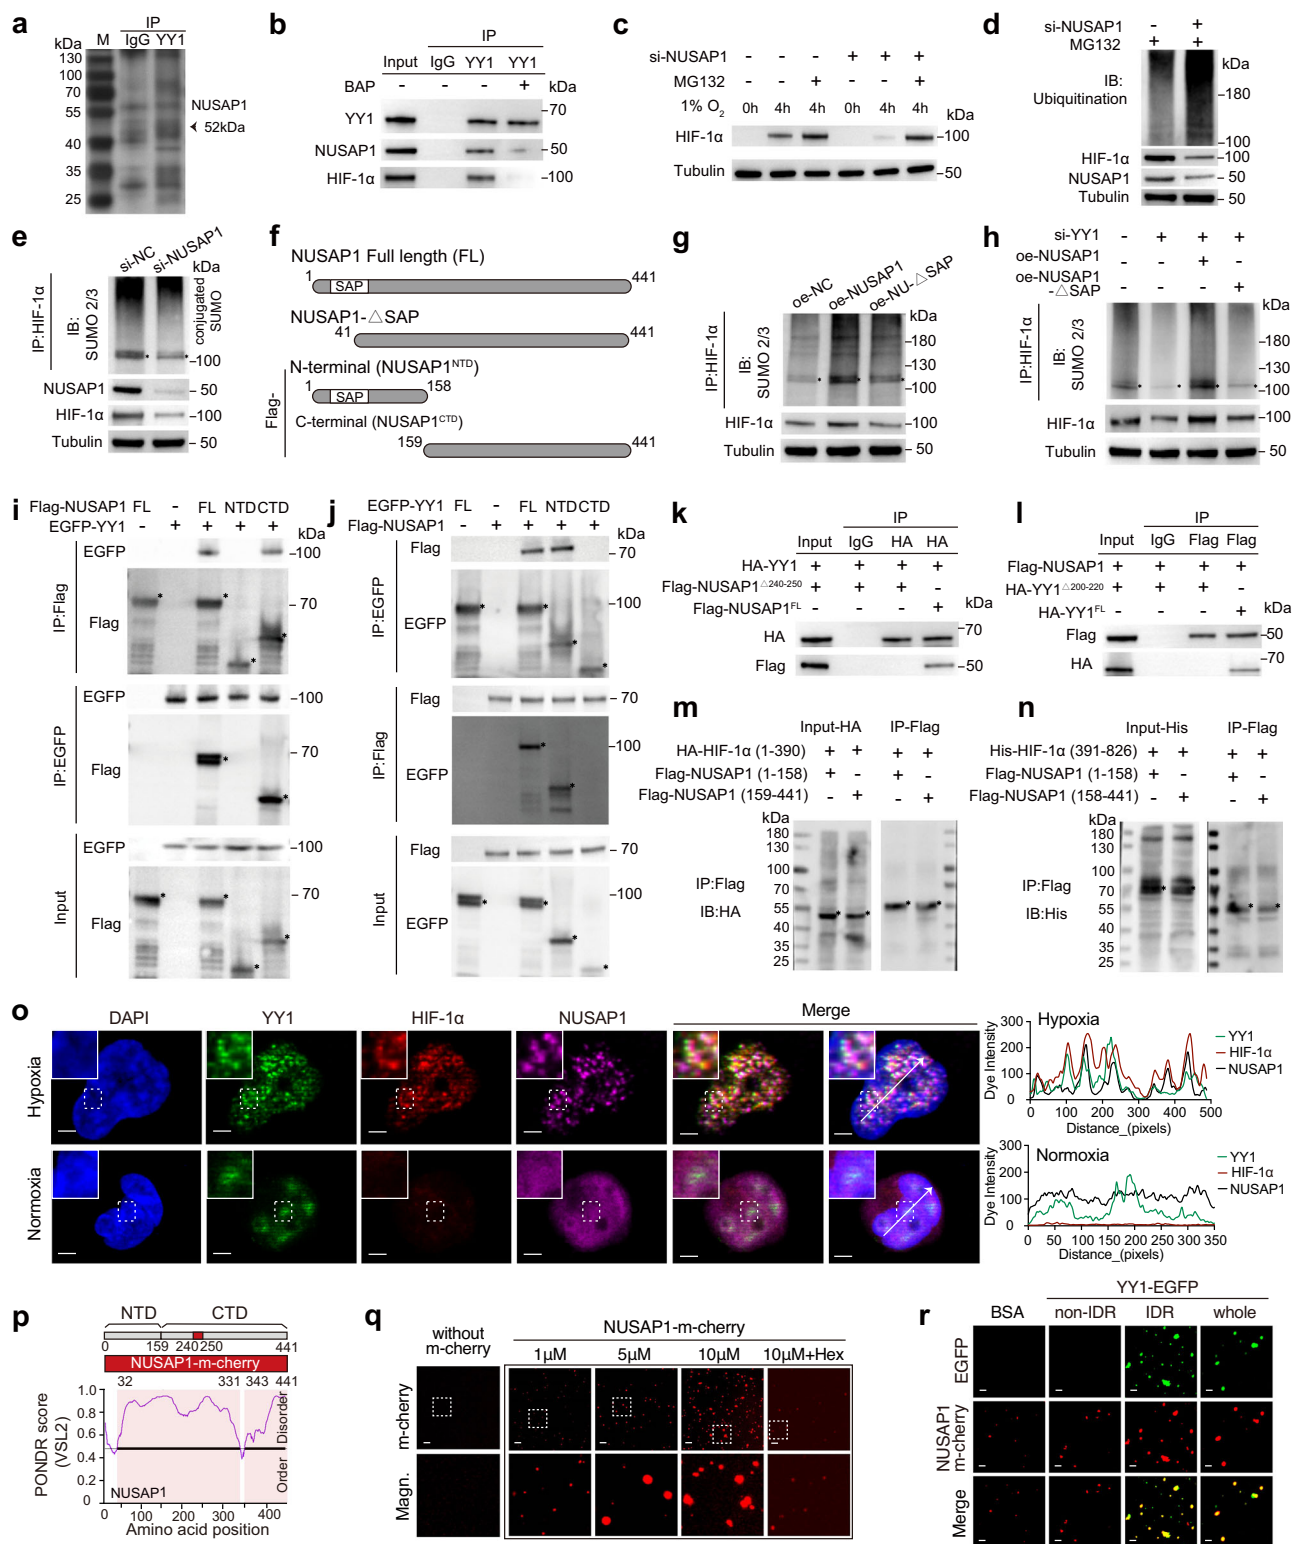 a
IP
kDa M IgG YY1
130
100
70
55
40
35
25
NUSAP1
52kDa
b
IP
Input IgG YY1 YY1
BAP - - - + kDa
YY1 -70
NUSAP1 - 50
HIF-1α -100
c
si-NUSAP1 - - - + + +
MG132 - - + - - +
1% O2 0h 4h 4h 0h 4h 4h kDa
HIF-1α -100
Tubulin -50
d
si-NUSAP1 - +
MG132 + +
kDa
IB:
Ubiquitination
-180
-100
HIF-1α -100
NUSAP1 - 50
Tubulin - 50
e
si-NC si-NUSAP1 kDa
IP:HIF-1α
IB:
SUMO 2/3
conjugated
SUMO
-100
NUSAP1 - 50
HIF-1α -100
Tubulin - 50
f
NUSAP1 Full length (FL)
1 441
SAP
NUSAP1-△SAP
41 441
N-terminal (NUSAP1NTD)
1 158
SAP
Flag-
C-terminal (NUSAP1CTD)
159 441
g
oe-NC oe-NUSAP1 oe-NU-△SAP
kDa
IP:HIF-1α
IB:
SUMO 2/3
-180
-130
-100
HIF-1α -100
Tubulin - 50
h
si-YY1 - + + +
oe-NUSAP1 - - + -
oe-NUSAP1
-△SAP - - - +
kDa
IP:HIF-1α
IB:
SUMO 2/3
-180
-130
-100
HIF-1α -100
Tubulin - 50
i
Flag-NUSAP1 FL - FL NTD CTD
EGFP-YY1 - + + + +
kDa
IP:Flag
EGFP -100
Flag - 70
IP:EGFP
EGFP -100
Flag - 70
Input
EGFP -100
Flag - 70
j
EGFP-YY1 FL - FL NTD CTD
Flag-NUSAP1 - + + + +
kDa
IP:EGFP
Flag - 70
EGFP -100
IP:Flag
Flag - 70
EGFP -100
Input
Flag - 70
EGFP -100
k
IP
Input IgG HA HA
HA-YY1 + + + +
Flag-NUSAP1△240-250 + + + -
Flag-NUSAP1FL - - - + kDa
HA -70
Flag -50
l
IP
Input IgG Flag Flag
Flag-NUSAP1 + + + +
HA-YY1△200-220 + + + -
HA-YY1FL - - - + kDa
Flag -50
HA -70
m
Input-HA IP-Flag
HA-HIF-1α (1-390) + + + +
Flag-NUSAP1 (1-158) + - + -
Flag-NUSAP1 (159-441) - + - +
kDa
180
130
100
70
55
40
35
25
IP:Flag
IB:HA
n
Input-His IP-Flag
His-HIF-1α (391-826) + + + +
Flag-NUSAP1 (1-158) + - + -
Flag-NUSAP1 (158-441) - + - +
kDa
180
130
100
70
55
40
35
25
IP:Flag
IB:His
o
DAPI YY1 HIF-1α NUSAP1 Merge
Hypoxia
Normoxia
Hypoxia
Dye Intensity
300
200
100
0
0 100 200 300 400 500
Distance_(pixels)
YY1
HIF-1α
NUSAP1
Normoxia
Dye Intensity
300
200
100
0
0 50 100 150 200 250 300 350
Distance_(pixels)
YY1
HIF-1α
NUSAP1
p
NTD CTD
0 159 240 250 441
NUSAP1-m-cherry
32 331 343 441
PONDR score
(VSL2)
1.0
0.8
0.6
0.4
0.2
0
Order Disorder
NUSAP1
0 100 200 300 400
Amino acid position
q
without
m-cherry
NUSAP1-m-cherry
1μM 5μM 10μM 10μM+Hex
m-cherry
Magn.
r
YY1-EGFP
BSA non-IDR IDR whole
EGFP
NUSAP1
m-cherry
Merge